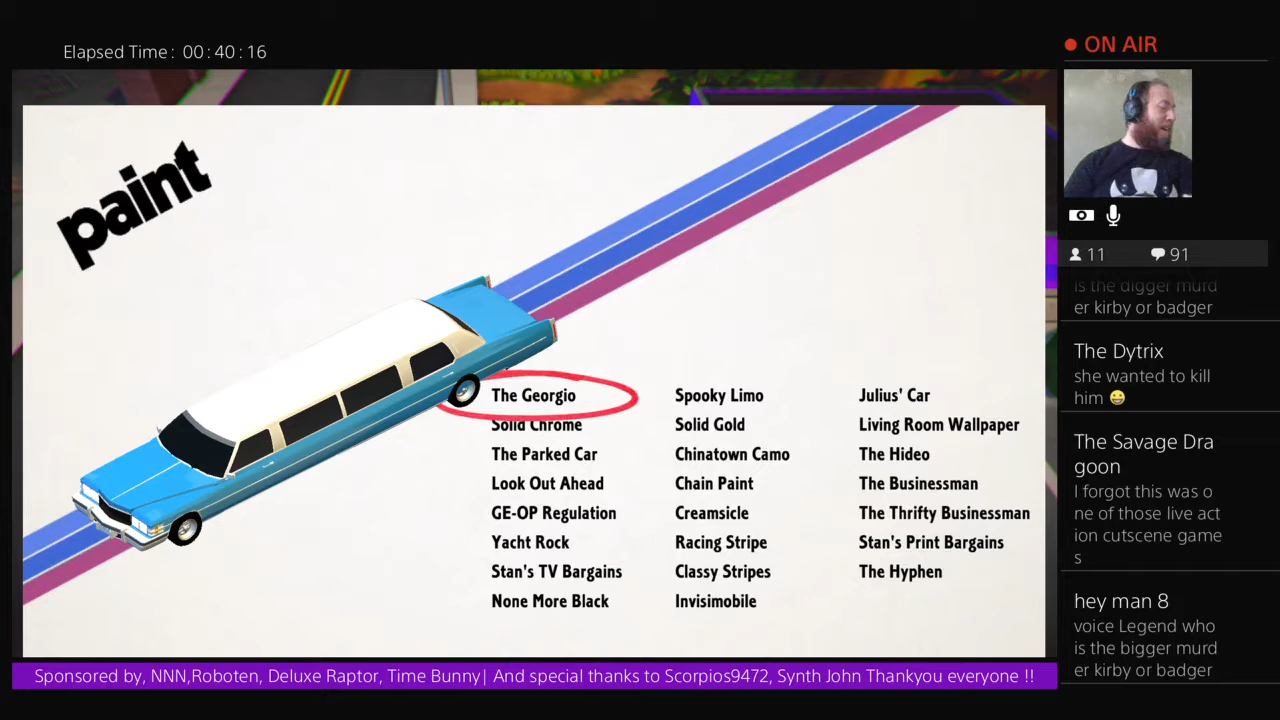 Elapsed Time: 00:40:16
ON AIR
paint
The Georgio
Solid Chrome
The Parked Car
Look Out Ahead
GE-OP Regulation
Yacht Rock
Stan's TV Bargains
None More Black
Spooky Limo
Solid Gold
Chinatown Camo
Chain Paint
Creamsicle
Racing Stripe
Classy Stripes
Invisimobile
Julius' Car
Living Room Wallpaper
The Hideo
The Businessman
The Thrifty Businessman
Stan's Print Bargains
The Hyphen
11 91
is the bigger murd
er kirby or badger
The Dytrix
she wanted to kill
him 😀
The Savage Dra
goon
I forgot this was o
ne of those live act
ion cutscene game
s
hey man 8
voice Legend who
is the bigger murd
er kirby or badger
Sponsored by, NNN,Roboten, Deluxe Raptor, Time Bunny| And special thanks to Scorpios9472, Synth John Thankyou everyone !!